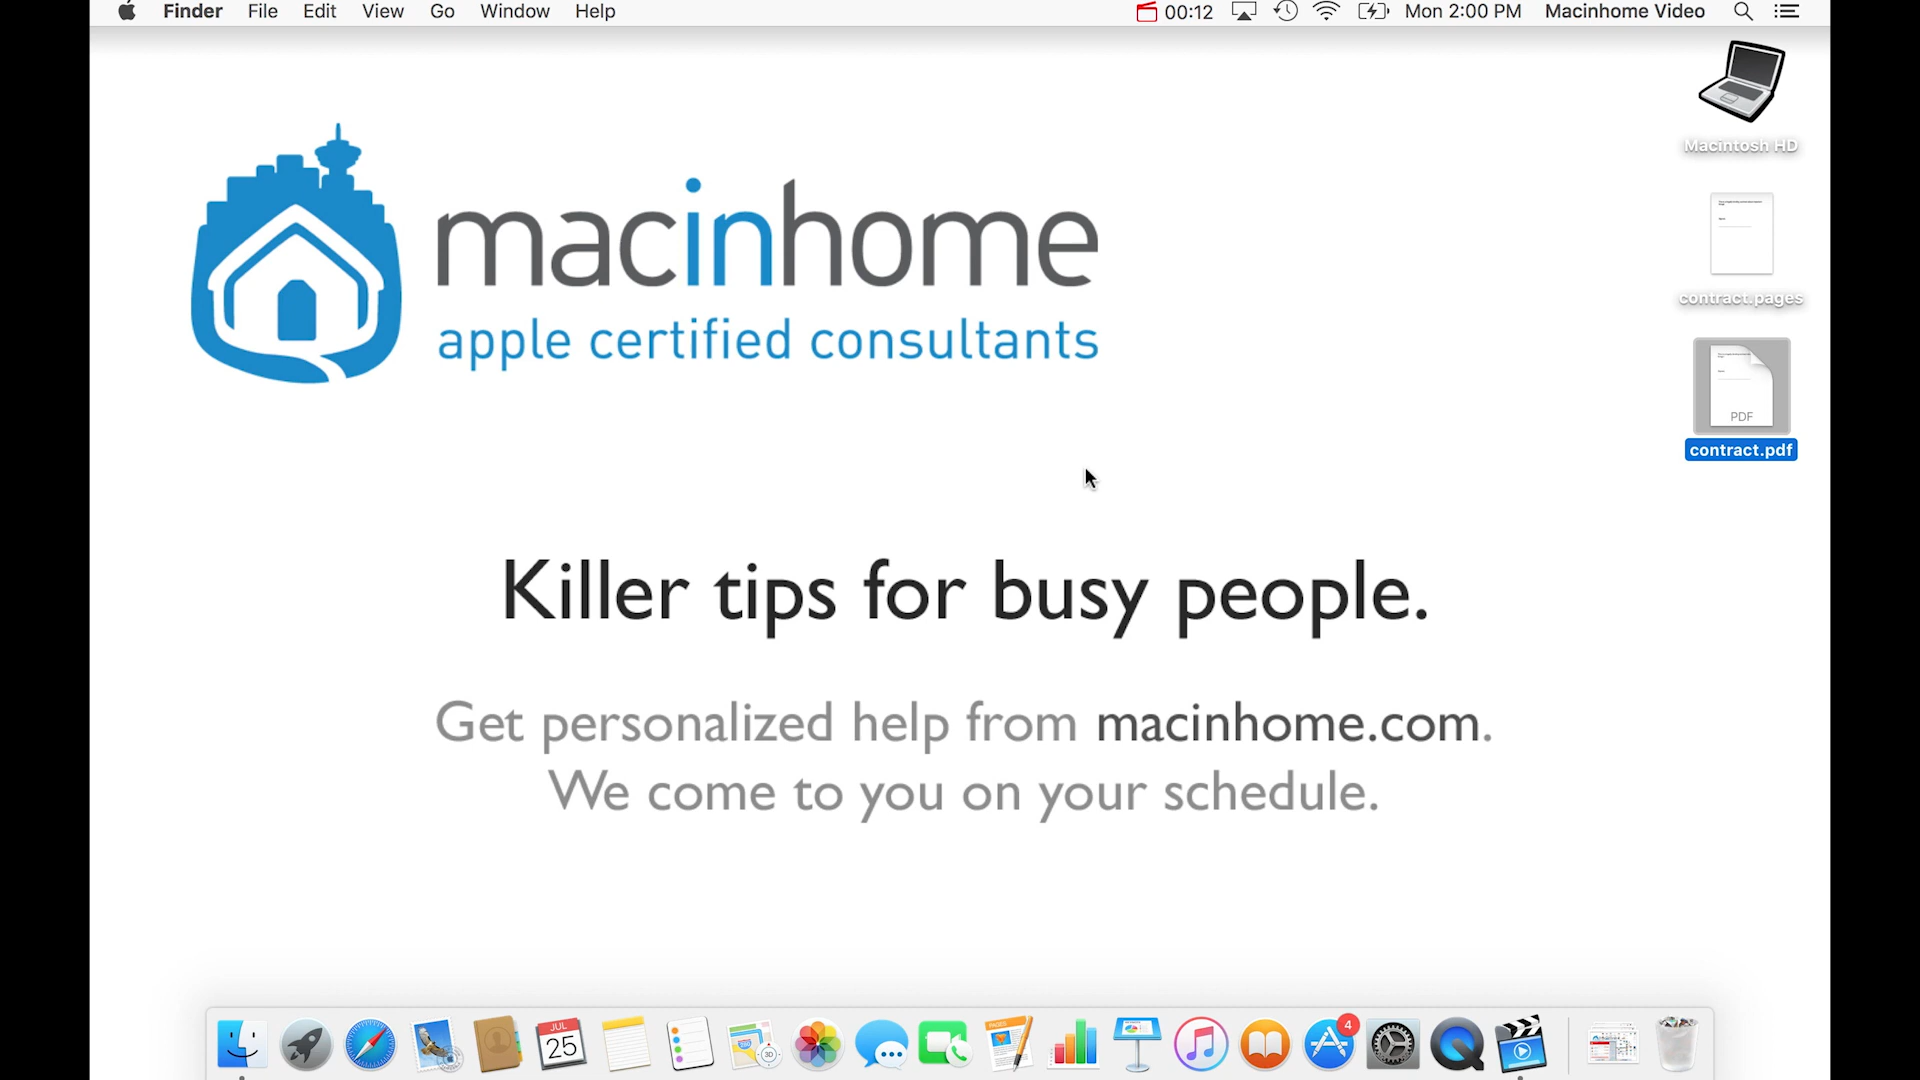 Finder File Edit View Go Window Help 00:12 Mon 2:00 PM Macinhome Video
Macintosh HD
contract.pages
PDF
contract.pdf
macinhome
apple certified consultants
Killer tips for busy people.
Get personalized help from macinhome.com.
We come to you on your schedule.
JUL
25
3D
PAGES
4